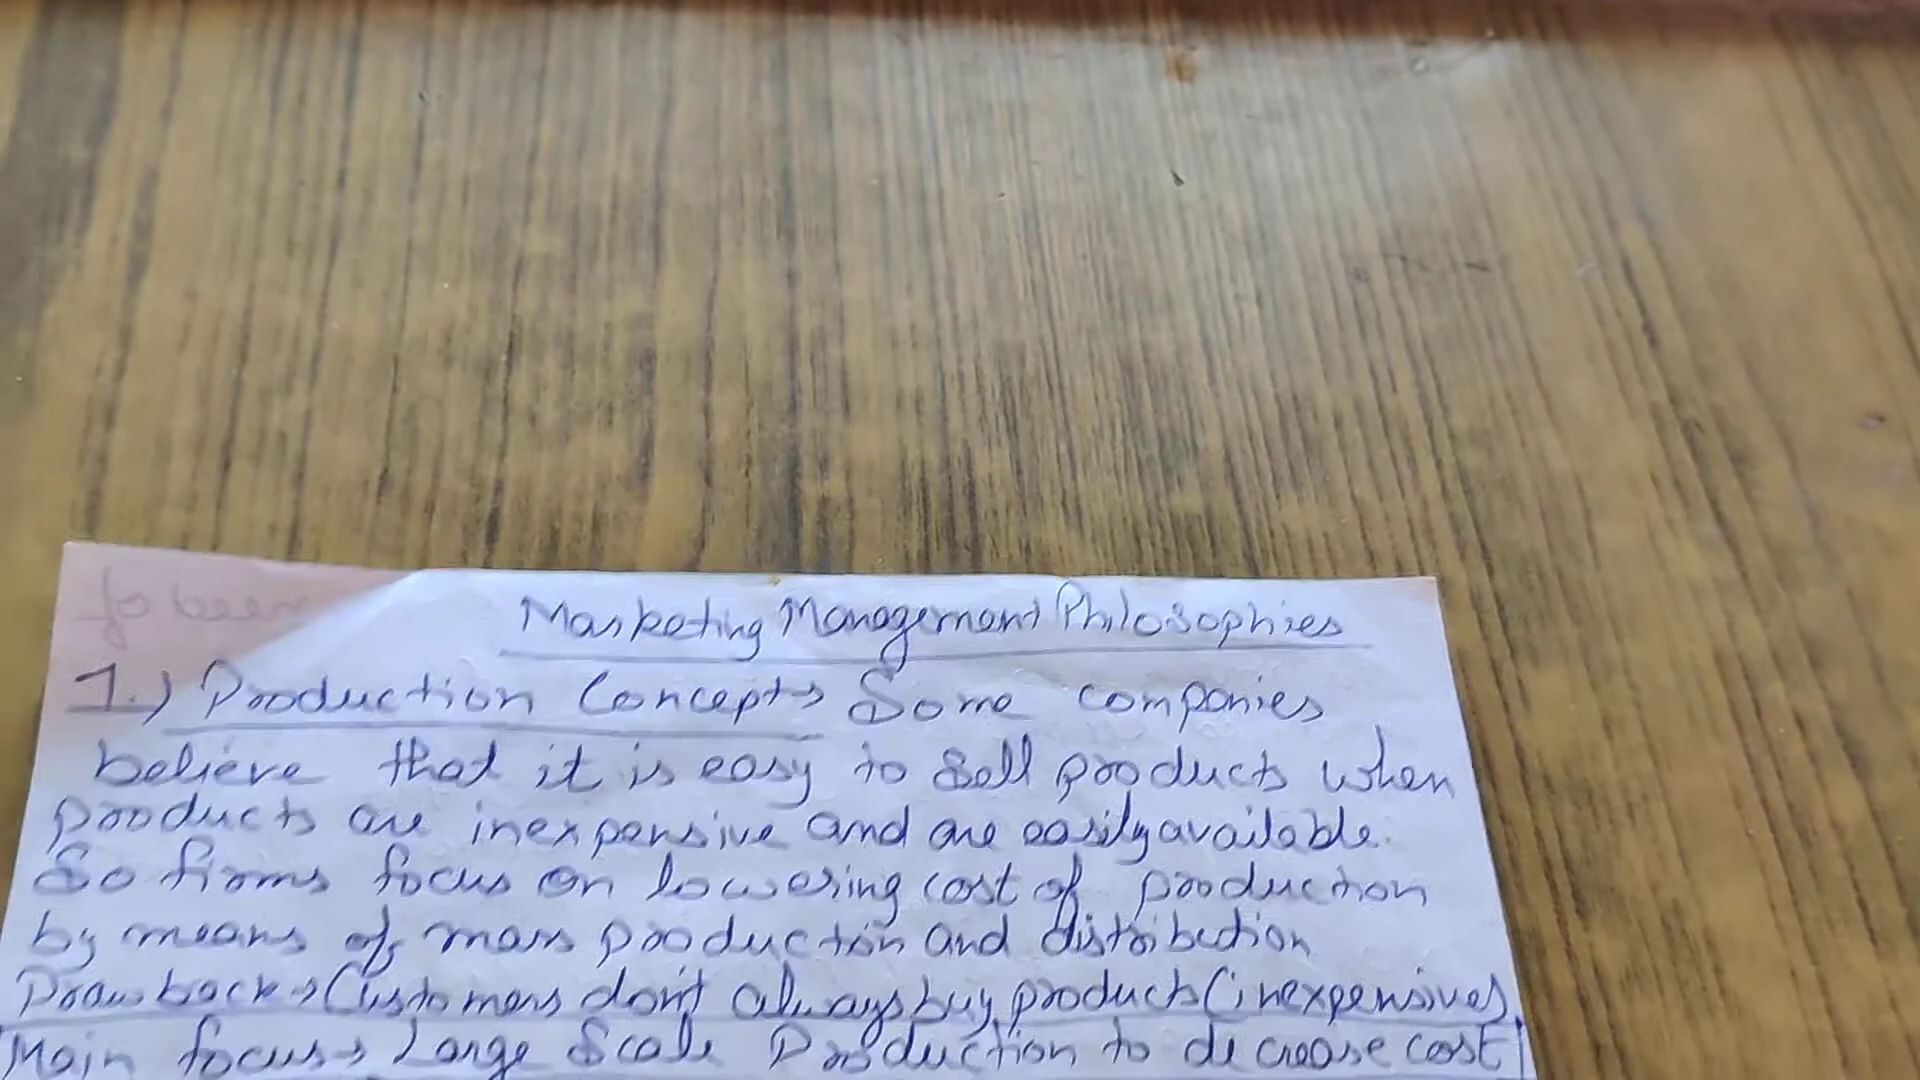 Marketing Management Philosophies
1.) Production Concept → Some companies
believe that it is easy to sell products when
products are inexpensive and are easily available.
So firms focus on lowering cost of production
by means of mass production and distribution
Drawback → Customers don't always buy products (inexpensive)
Main focus → Large Scale Production to decrease cost